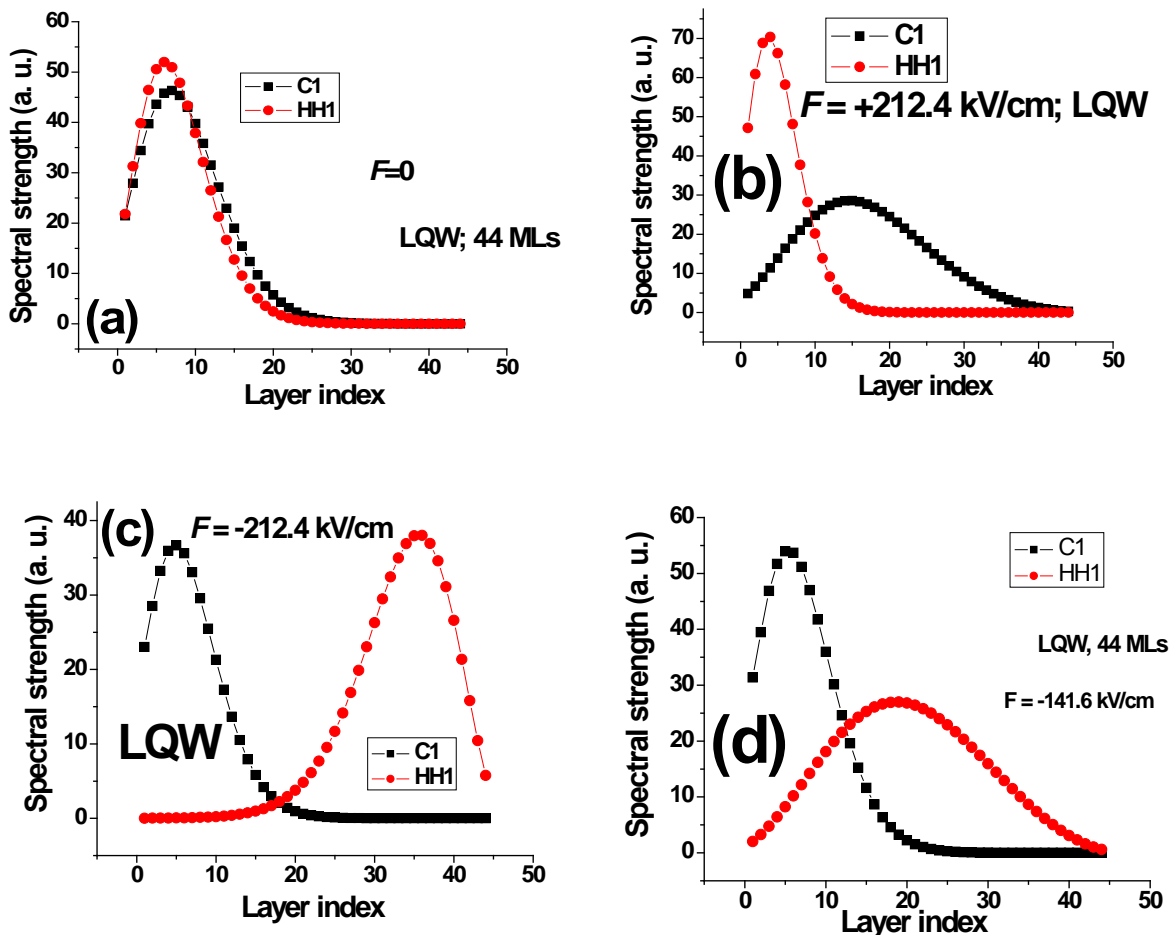 60
50
40
30
20
10
0
Spectral strength (a. u.)
C1
HH1
F=0
LQW; 44 MLs
(a)
0 10 20 30 40 50
Layer index
70
60
50
40
30
20
10
0
Spectral strength (a. u.)
C1
HH1
F = +212.4 kV/cm; LQW
(b)
0 10 20 30 40 50
Layer index
(c)
F = -212.4 kV/cm
40
30
20
10
0
Spectral strength (a. u.)
LQW
C1
HH1
0 10 20 30 40 50
Layer index
60
50
40
30
20
10
0
Spectral strength (a. u.)
C1
HH1
LQW, 44 MLs
F = -141.6 kV/cm
(d)
0 10 20 30 40 50
Layer index